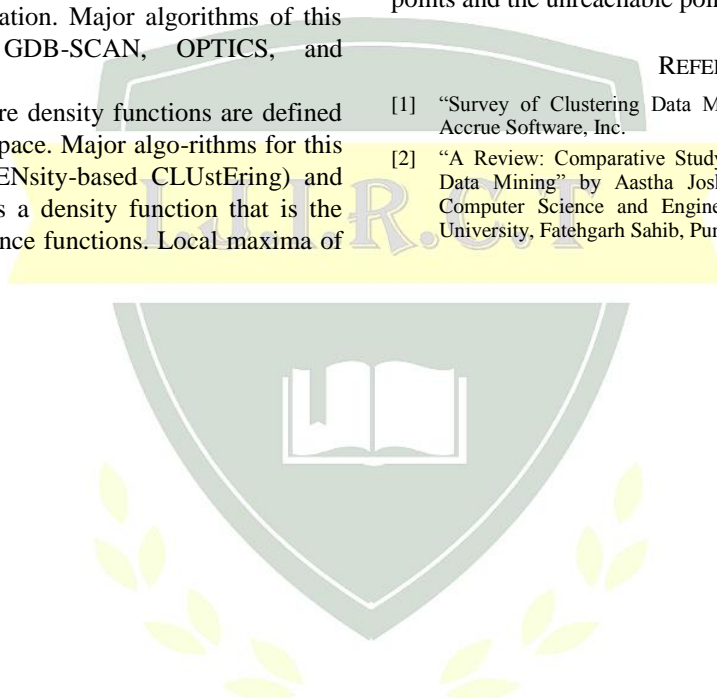 ation. Major algorithms of this
GDB-SCAN, OPTICS, and
re density functions are defined
pace. Major algo-rithms for this
ENsity-based CLUstEring) and
s a density function that is the
nce functions. Local maxima of
points and the unreachable poin
REFER
[1] “Survey of Clustering Data M
Accrue Software, Inc.
[2] “A Review: Comparative Study
Data Mining” by Aastha Josh
Computer Science and Engine
University, Fatehgarh Sahib, Pun
I.J.I.R.C.T